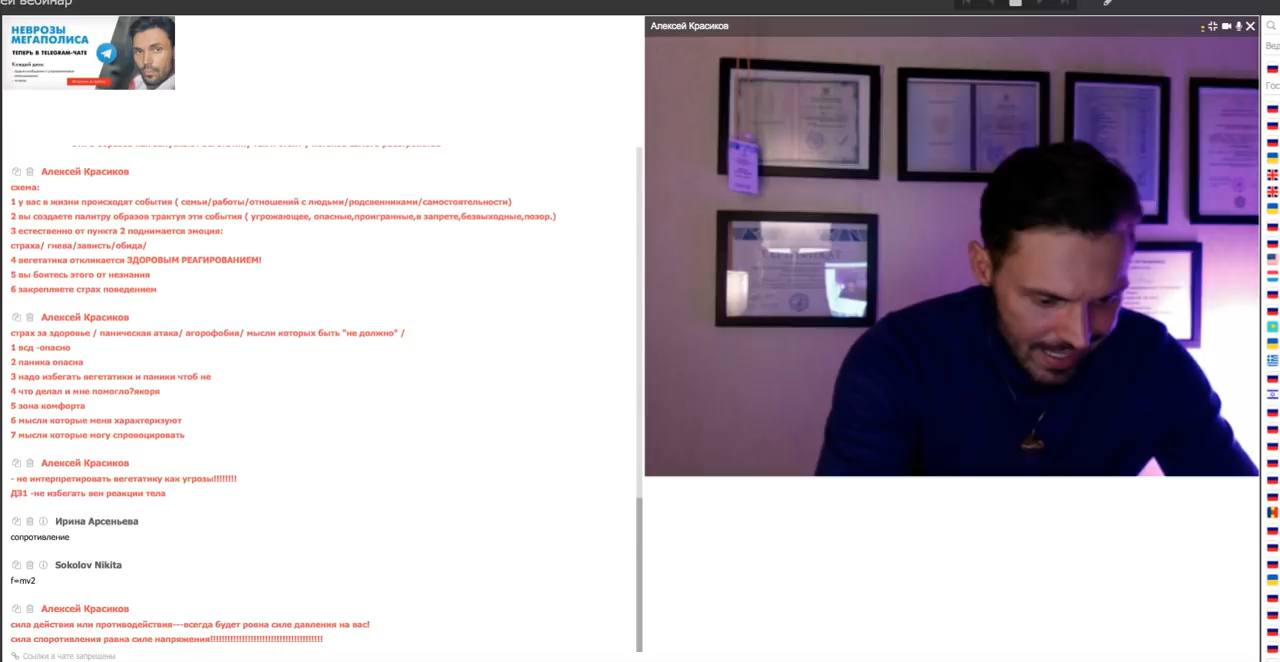 ей вебинар
НЕВРОЗЫ
МЕГАПОЛИСА
ТЕПЕРЬ В TELEGRAM-ЧАТЕ
Каждый день:
Алексей Красиков
схема:
1 у вас в жизни происходят события ( семьи/работы/отношений с людьми/родсвенниками/самостоятельности)
2 вы создаете палитру образов трактуя эти события ( угрожающее, опасные,проигранные,в запрете,безвыходные,позор.)
3 естественно от пункта 2 поднимается эмоция:
страха/ гнева/зависть/обида/
4 вегетатика откликается ЗДОРОВЫМ РЕАГИРОВАНИЕМ!
5 вы боитесь этого от незнания
6 закрепляете страх поведением
Алексей Красиков
страх за здоровье / паническая атака/ агорофобия/ мысли которых быть "не должно" /
1 всд -опасно
2 паника опасна
3 надо избегать вегетатики и паники чтоб не
4 что делал и мне помогло?якоря
5 зона комфорта
6 мысли которые меня характеризуют
7 мысли которые могу спровоцировать
Алексей Красиков
- не интерпретировать вегетатику как угрозы!!!!!!!!
ДЗ1 -не избегать вен реакции тела
Ирина Арсеньева
сопротивление
Sokolov Nikita
f=mv2
Алексей Красиков
сила действия или противодействия---всегда будет ровна силе давления на вас!
сила споротивления равна силе напряжения!!!!!!!!!!!!!!!!!!!!!!!!!!!!!!!!!!!!!!!
Ссылки в чате запрещены
Алексей Красиков
Вед
Гос